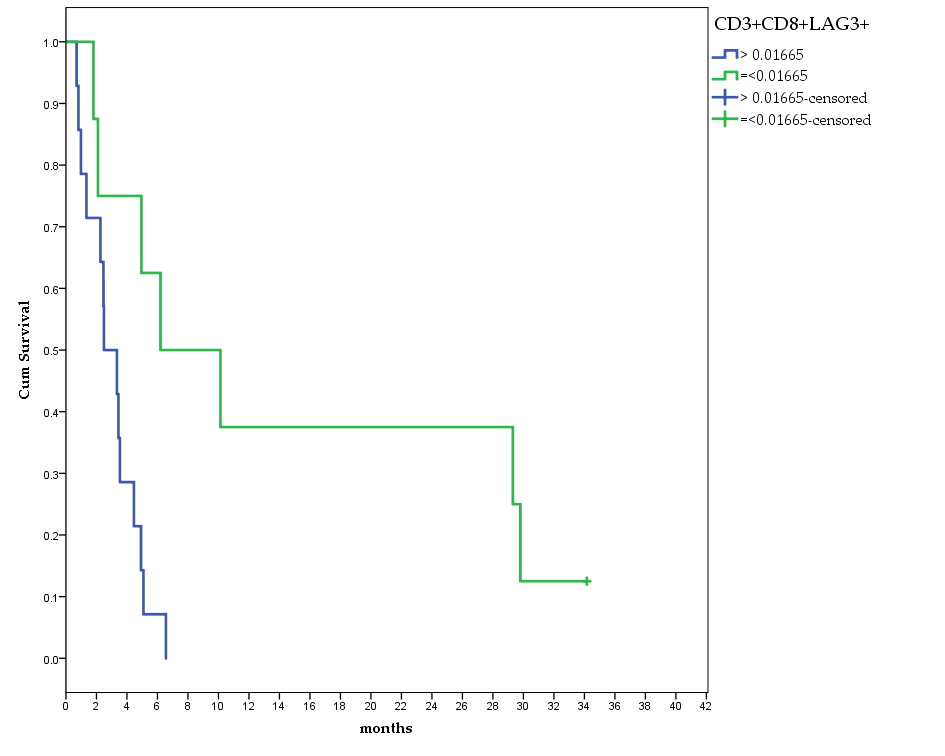 CD3+CD8+LAG3+
> 0.01665
=<0.01665
> 0.01665-censored
=<0.01665-censored
Cum Survival
1.0
0.9
0.8
0.7
0.6
0.5
0.4
0.3
0.2
0.1
0.0
0 2 4 6 8 10 12 14 16 18 20 22 24 26 28 30 32 34 36 38 40 42
months